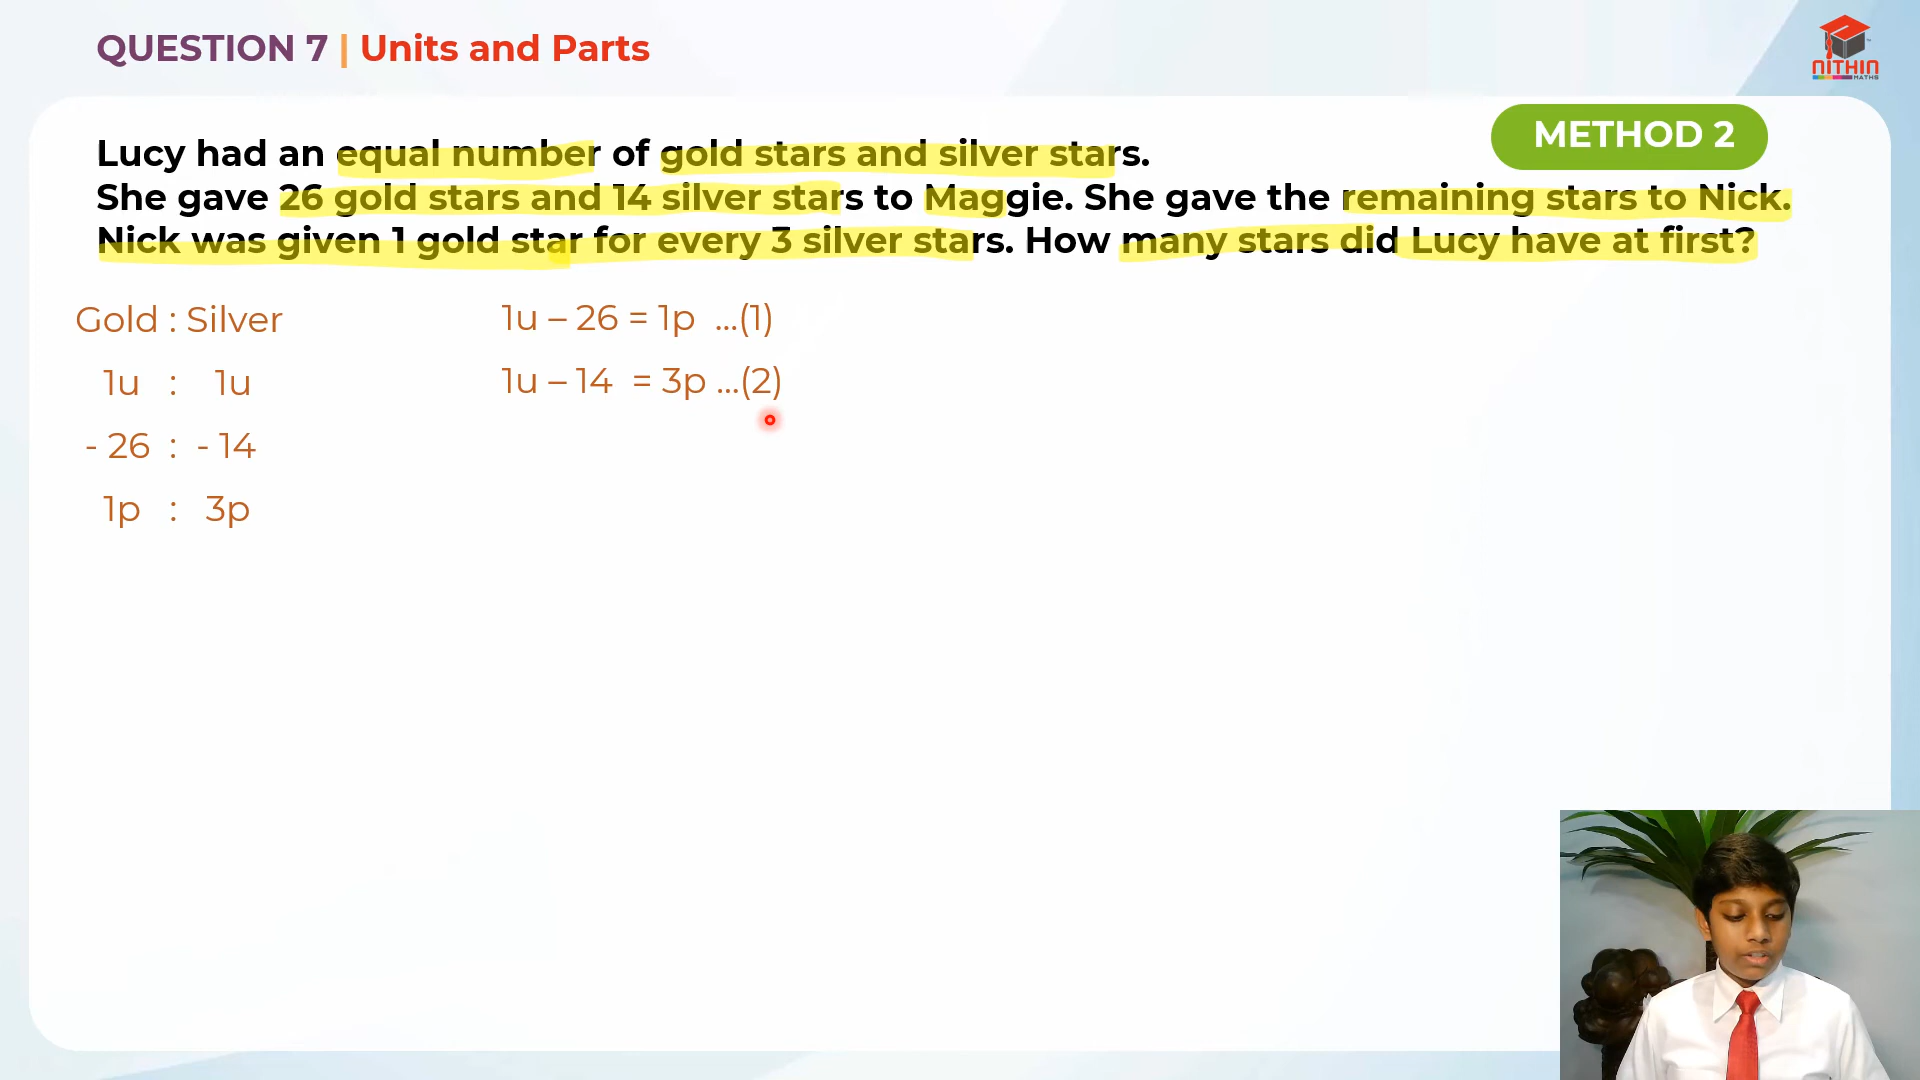 QUESTION 7 | Units and Parts
NITHIN
MATHS
METHOD 2
Lucy had an equal number of gold stars and silver stars.
She gave 26 gold stars and 14 silver stars to Maggie. She gave the remaining stars to Nick.
Nick was given 1 gold star for every 3 silver stars. How many stars did Lucy have at first?
Gold : Silver
1u : 1u
- 26 : - 14
1p : 3p
1u – 26 = 1p ...(1)
1u – 14 = 3p ...(2)